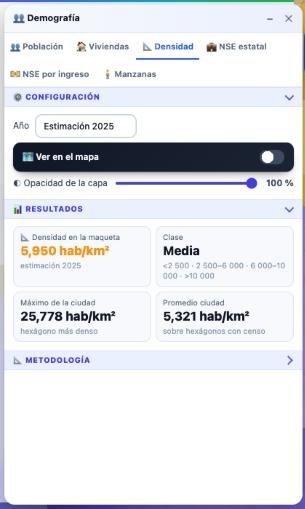 Demografía
Población Viviendas Densidad NSE estatal
NSE por ingreso Manzanas
CONFIGURACIÓN
Año Estimación 2025
Ver en el mapa
Opacidad de la capa 100 %
RESULTADOS
Densidad en la maqueta
5,950 hab/km²
estimación 2025
Clase
Media
<2 500 · 2 500–6 000 · 6 000–10
000 · >10 000
Máximo de la ciudad
25,778 hab/km²
hexágono más denso
Promedio ciudad
5,321 hab/km²
sobre hexágonos con censo
METODOLOGÍA